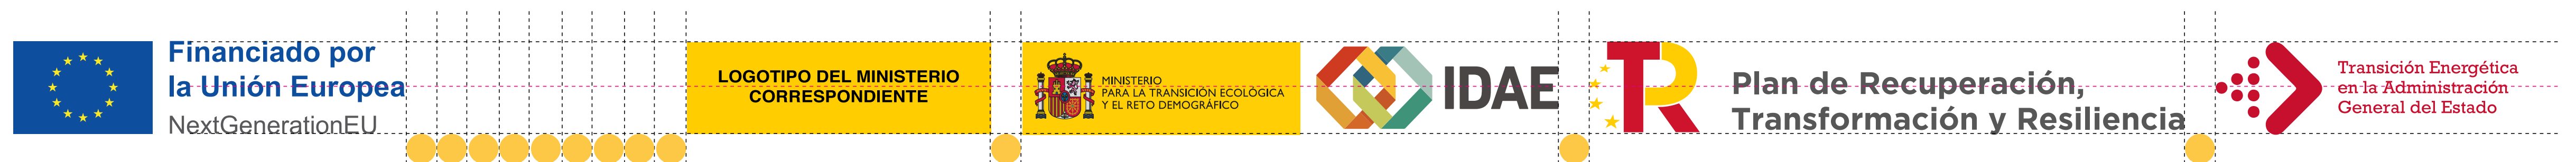 Financiado por
la Unión Europea
NextGenerationEU
LOGOTIPO DEL MINISTERIO
CORRESPONDIENTE
MINISTERIO
PARA LA TRANSICIÓN ECOLÓGICA
Y EL RETO DEMOGRÁFICO
IDAE
TR
Plan de Recuperación,
Transformación y Resiliencia
Transición Energética
en la Administración
General del Estado